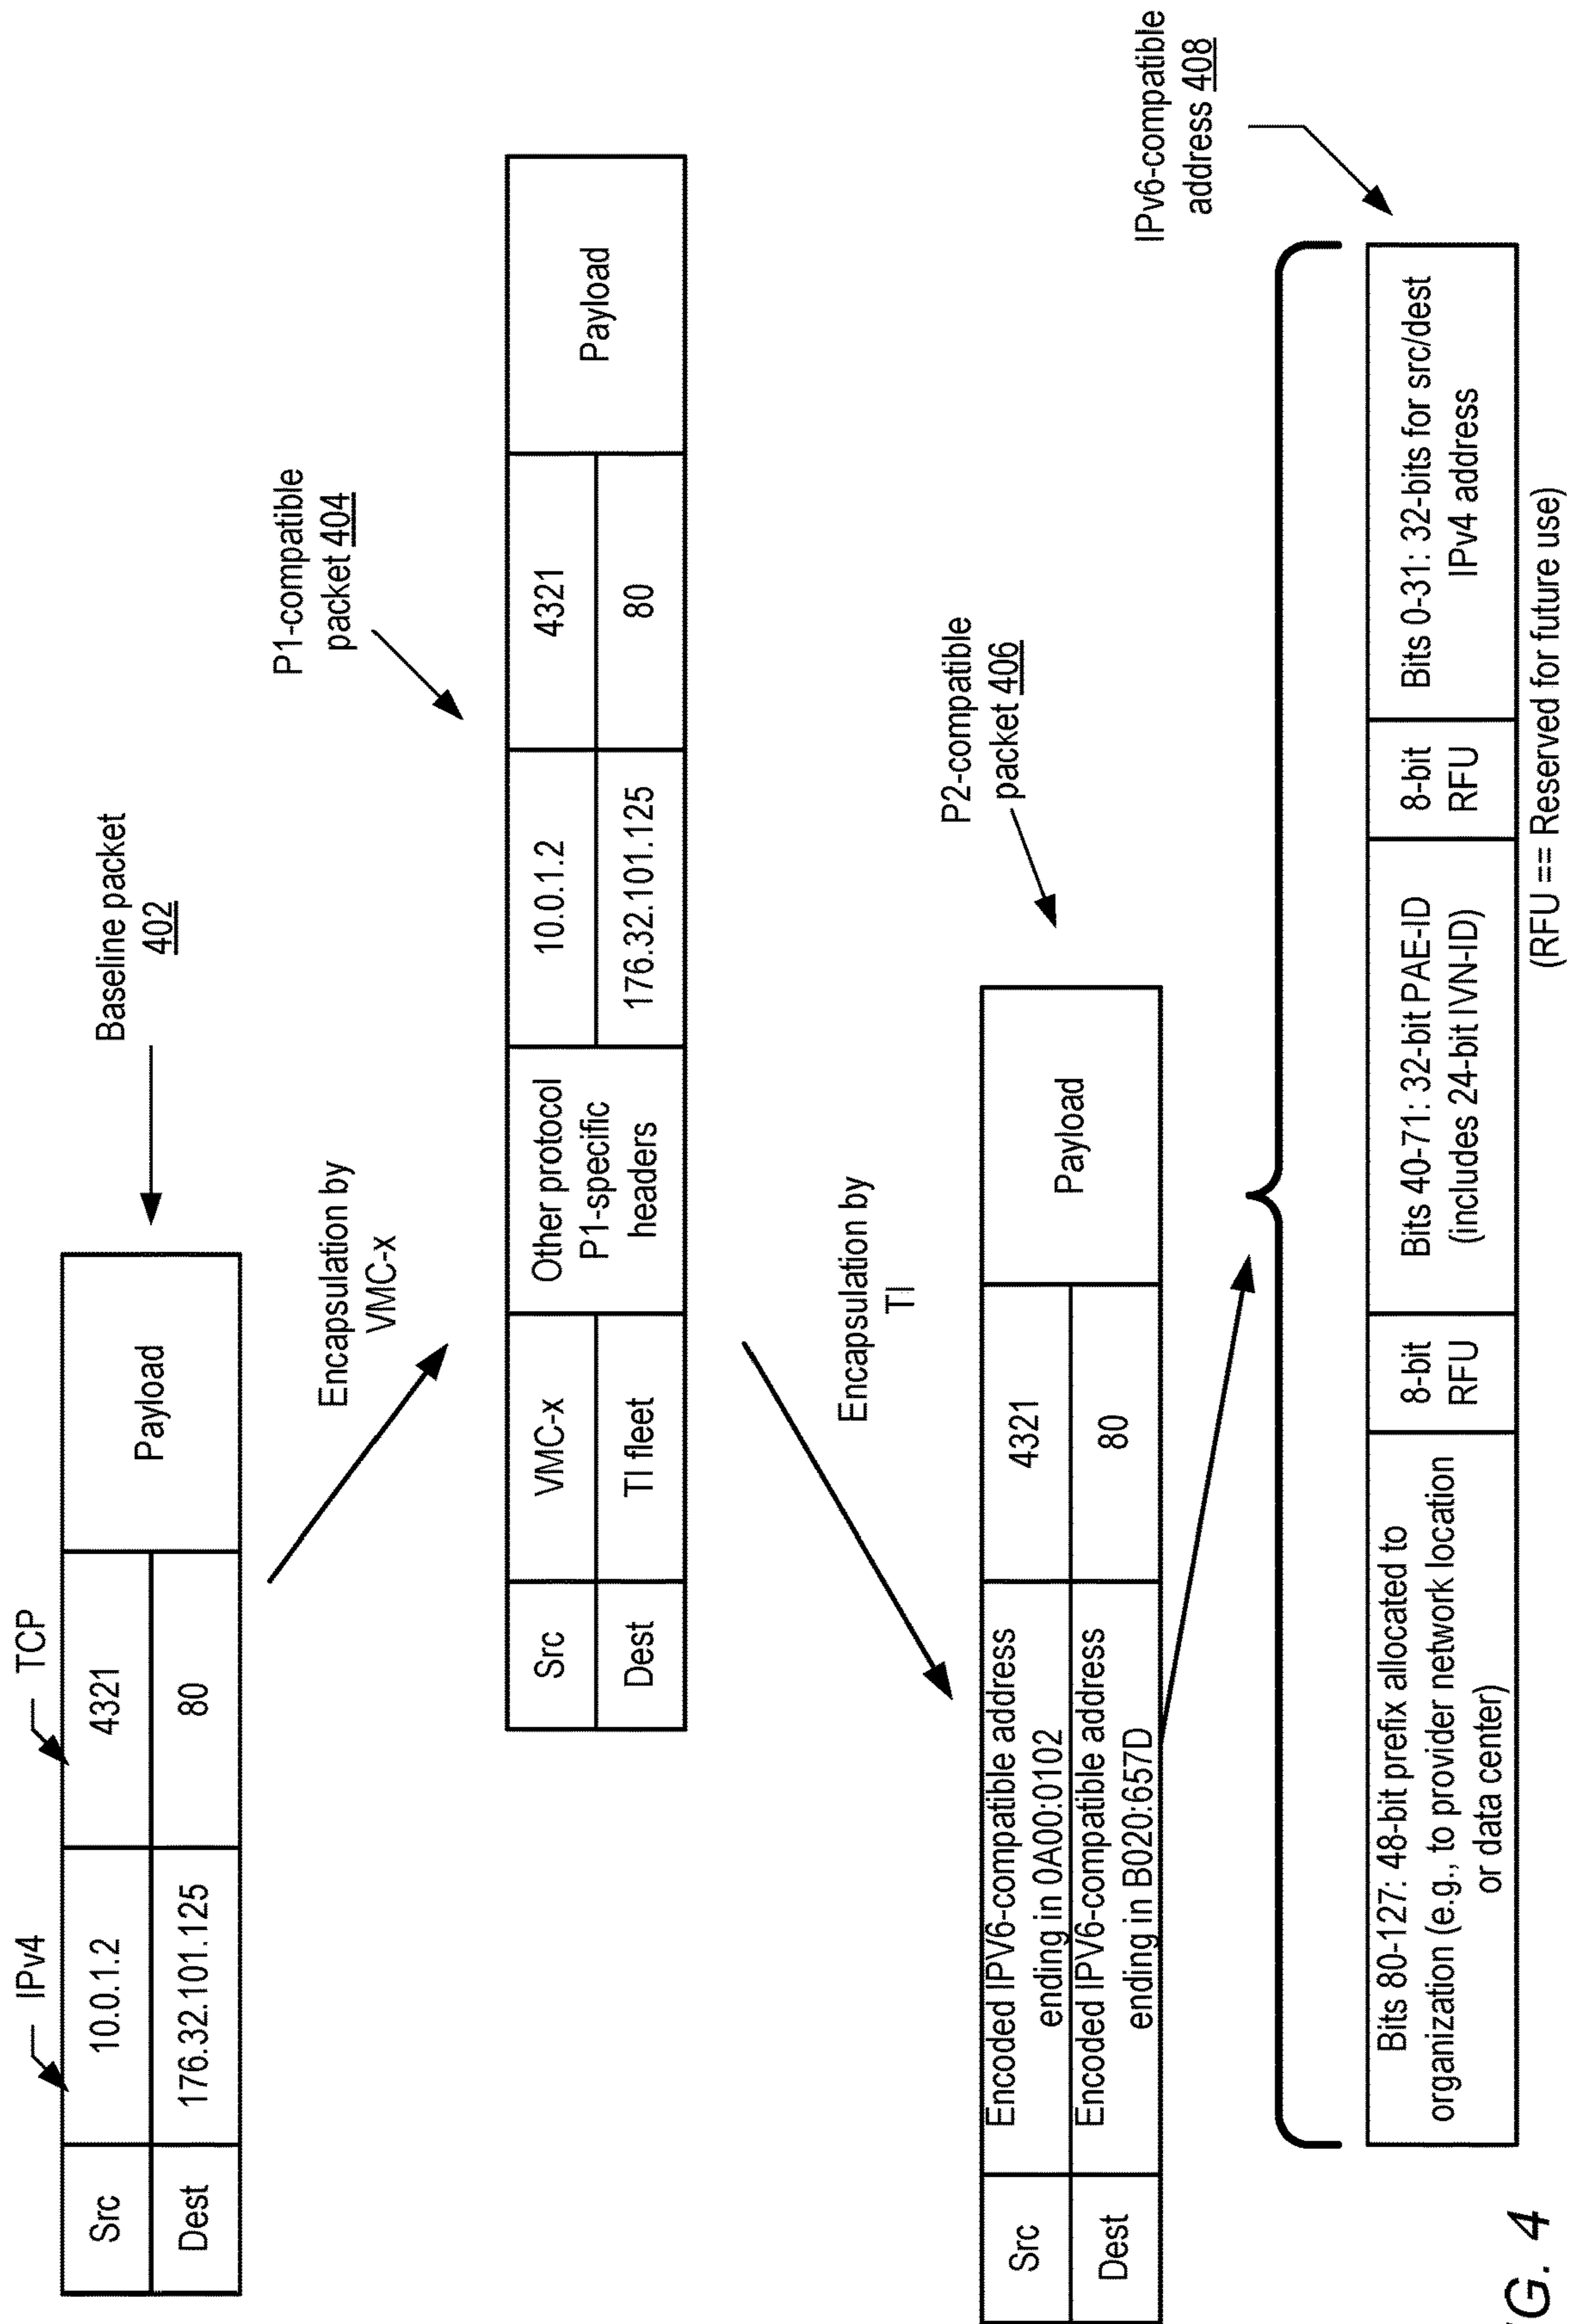 IPv4
TCP
Src
10.0.1.2
4321
Payload
Dest
176.32.101.125
80
Baseline packet
402
Encapsulation by
VMC-x
P1-compatible
packet 404
Src
VMC-x
Other protocol
P1-specific
headers
10.0.1.2
4321
Payload
Dest
TI fleet
176.32.101.125
80
Encapsulation by
TI
P2-compatible
packet 406
Src
Encoded IPV6-compatible address
ending in 0A00:0102
4321
Payload
Dest
Encoded IPV6-compatible address
ending in B020:657D
80
IPv6-compatible
address 408
Bits 80-127: 48-bit prefix allocated to
organization (e.g., to provider network location
or data center)
8-bit
RFU
Bits 40-71: 32-bit PAE-ID
(includes 24-bit IVN-ID)
8-bit
RFU
Bits 0-31: 32-bits for src/dest
IPv4 address
(RFU == Reserved for future use)
G. 4